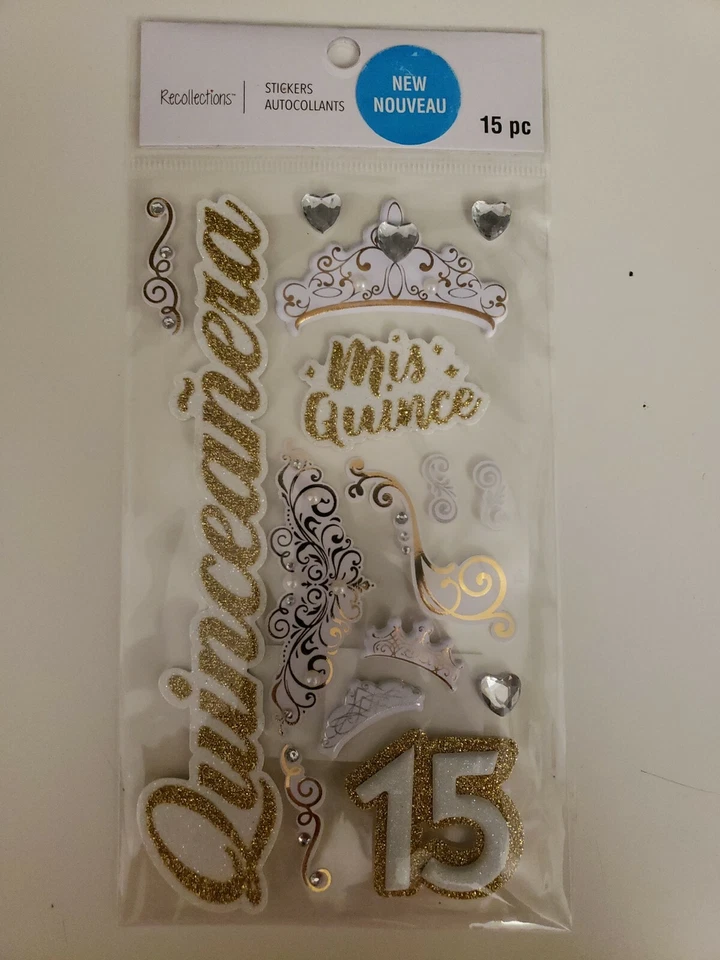 Recollections™
STICKERS
AUTOCOLLANTS
NEW
NOUVEAU
15 pc
Quinceañera
Mis
Quince
15